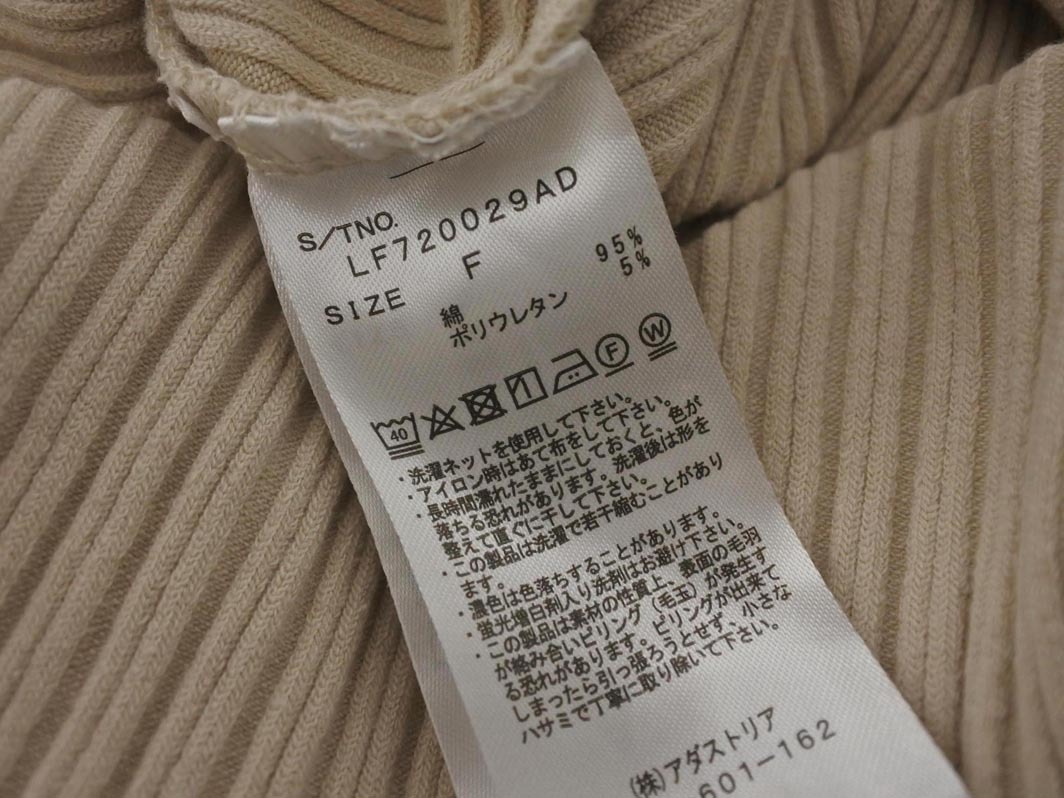 S/TNO.
LF720029AD
SIZE F
綿 95%
ポリウレタン 5%
40 F W
・洗濯ネットを使用して下さい。
・アイロン時はあて布をして下さい。
・長時間濡れたままにしておくと、色が
落ちる恐れがあります。洗濯後は形を
整えて直ぐに干して下さい。
・この製品は洗濯で若干縮むことがあり
ます。
・濃色は色落ちすることがあります。
・蛍光増白剤入り洗剤はお避け下さい。
・この製品は素材の性質上、表面の毛羽
が絡み合いピリング（毛玉）が発生す
る恐れがあります。ピリングが出来て
しまったら引っ張ろうとせず、小さな
ハサミで丁寧に取り除いて下さい。
(株)アダストリア
601-162